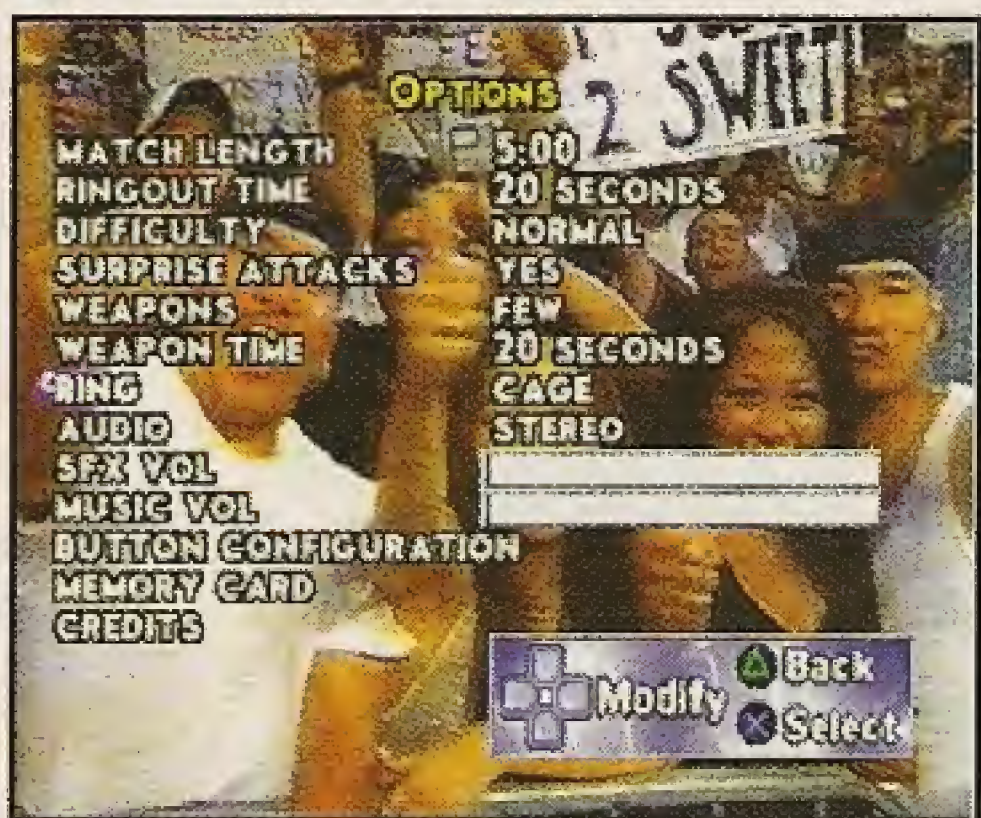 2 SWEET
OPTIONS
MATCH LENGTH 5:00
RINGOUT TIME 20 SECONDS
DIFFICULTY NORMAL
SURPRISE ATTACKS YES
WEAPONS FEW
WEAPON TIME 20 SECONDS
RING CAGE
AUDIO STEREO
SFX VOL
MUSIC VOL
BUTTON CONFIGURATION
MEMORY CARD
CREDITS
Modify
Back
Select